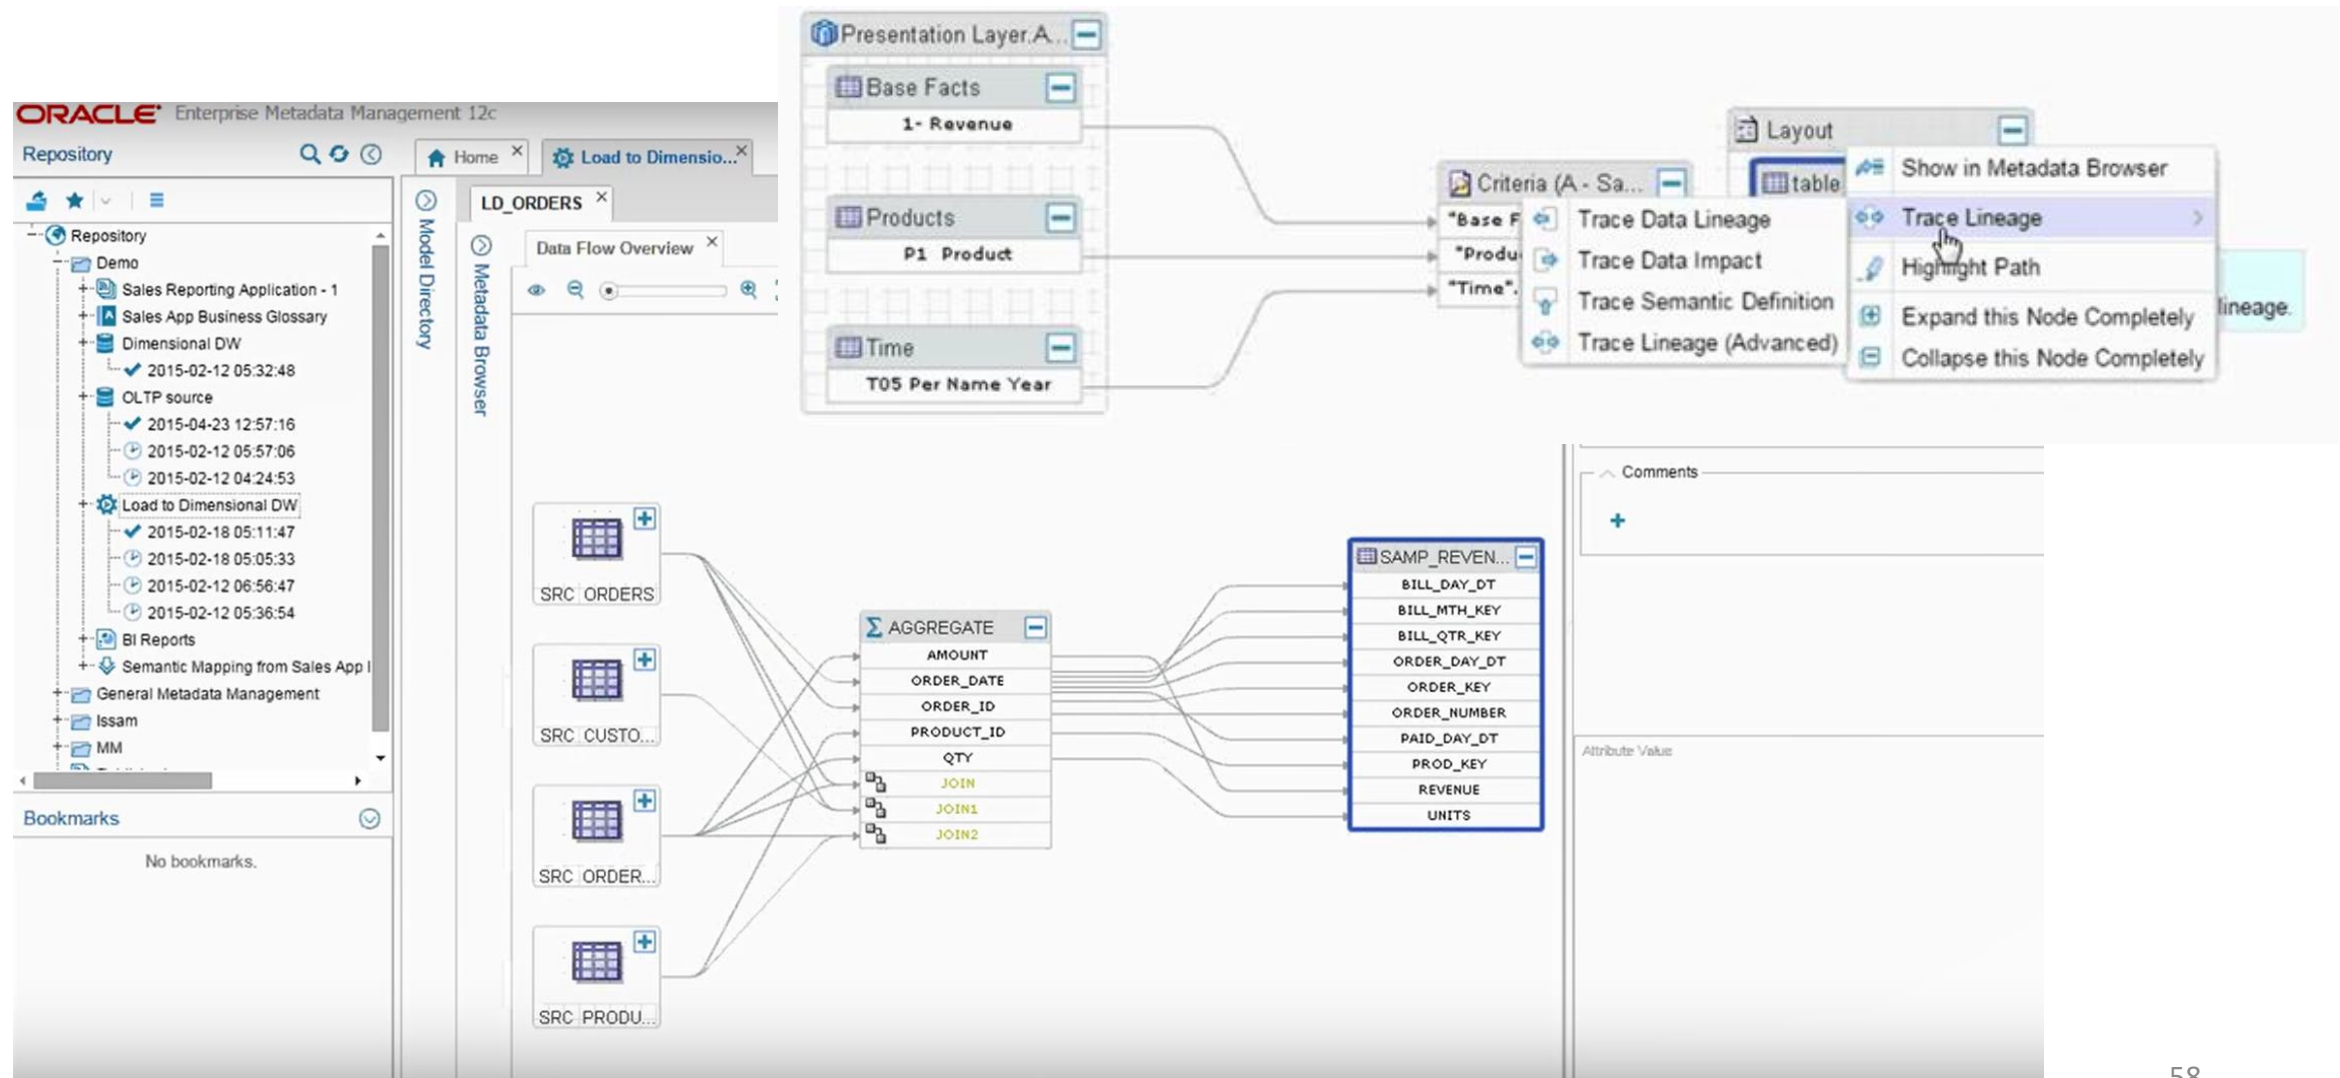 ORACLE Enterprise Metadata Management 12c
Repository
Repository
Demo
Sales Reporting Application - 1
Sales App Business Glossary
Dimensional DW
2015-02-12 05:32:48
OLTP source
2015-04-23 12:57:16
2015-02-12 05:57:06
2015-02-12 04:24:53
Load to Dimensional DW
2015-02-18 05:11:47
2015-02-18 05:05:33
2015-02-12 06:56:47
2015-02-12 05:36:54
BI Reports
Semantic Mapping from Sales App
General Metadata Management
Issam
MM
Bookmarks
No bookmarks.
Home
Load to Dimensio...
LD_ORDERS
Data Flow Overview
Model Directory
Metadata Browser
Presentation Layer.A...
Base Facts
1- Revenue
Products
P1 Product
Time
T05 Per Name Year
Criteria (A - Sa...
"Base F
"Produ
"Time".
Layout
table
Trace Data Lineage
Trace Data Impact
Trace Semantic Definition
Trace Lineage (Advanced)
Show in Metadata Browser
Trace Lineage
Highlight Path
Expand this Node Completely
Collapse this Node Completely
lineage.
SRC ORDERS
SRC CUSTO...
SRC ORDER...
SRC PRODU...
AGGREGATE
AMOUNT
ORDER_DATE
ORDER_ID
PRODUCT_ID
QTY
JOIN
JOIN1
JOIN2
SAMP_REVEN...
BILL_DAY_DT
BILL_MTH_KEY
BILL_QTR_KEY
ORDER_DAY_DT
ORDER_KEY
ORDER_NUMBER
PAID_DAY_DT
PROD_KEY
REVENUE
UNITS
Comments
Attribute Value
58